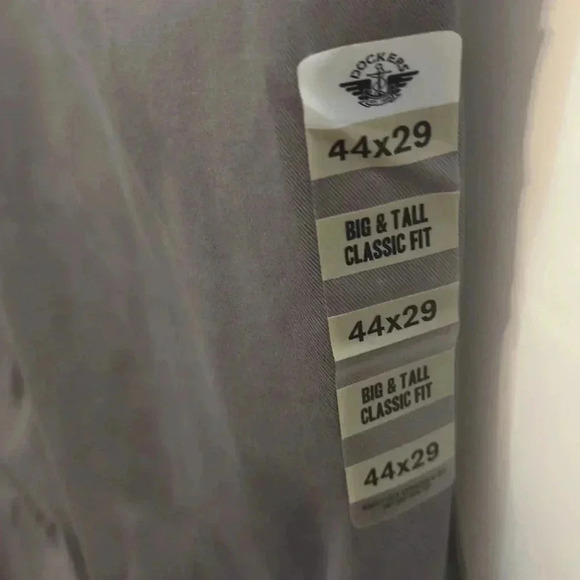 DOCKERS
44x29
BIG & TALL
CLASSIC FIT
44x29
BIG & TALL
CLASSIC FIT
44x29